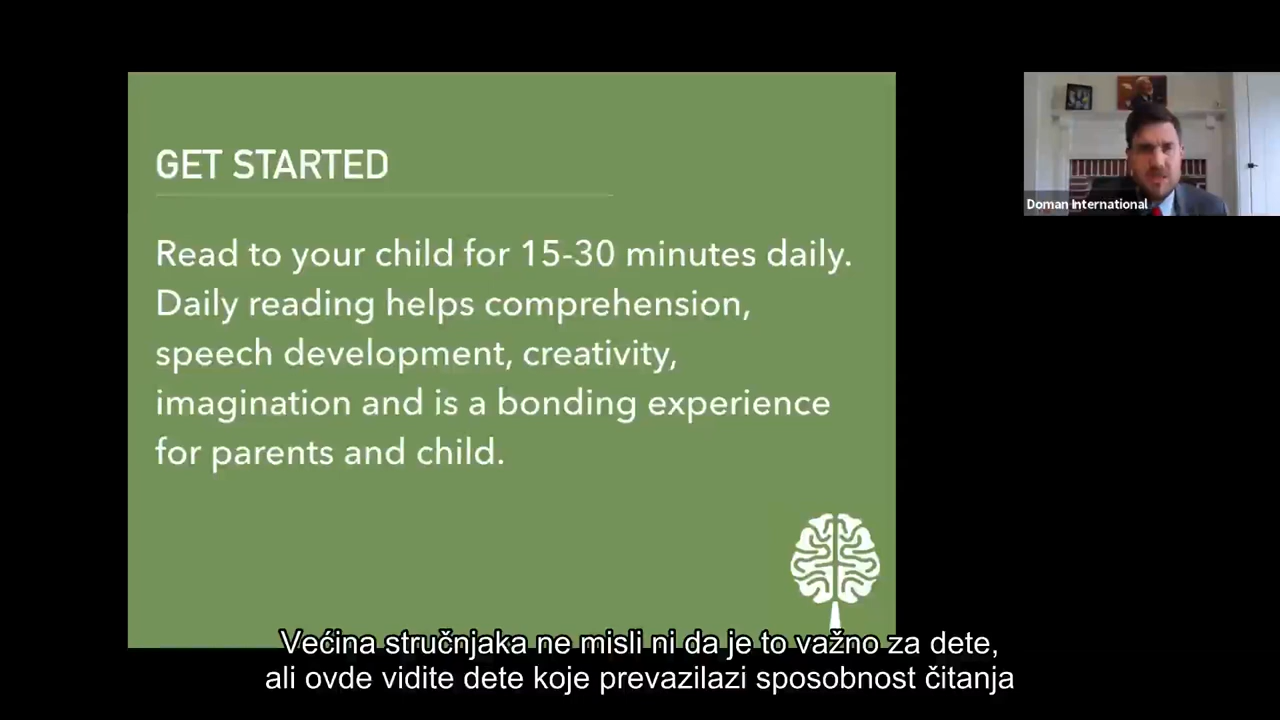 GET STARTED
Read to your child for 15-30 minutes daily.
Daily reading helps comprehension,
speech development, creativity,
imagination and is a bonding experience
for parents and child.
Doman International
Većina stručnjaka ne misli ni da je to važno za dete,
ali ovde vidite dete koje prevazilazi sposobnost čitanja